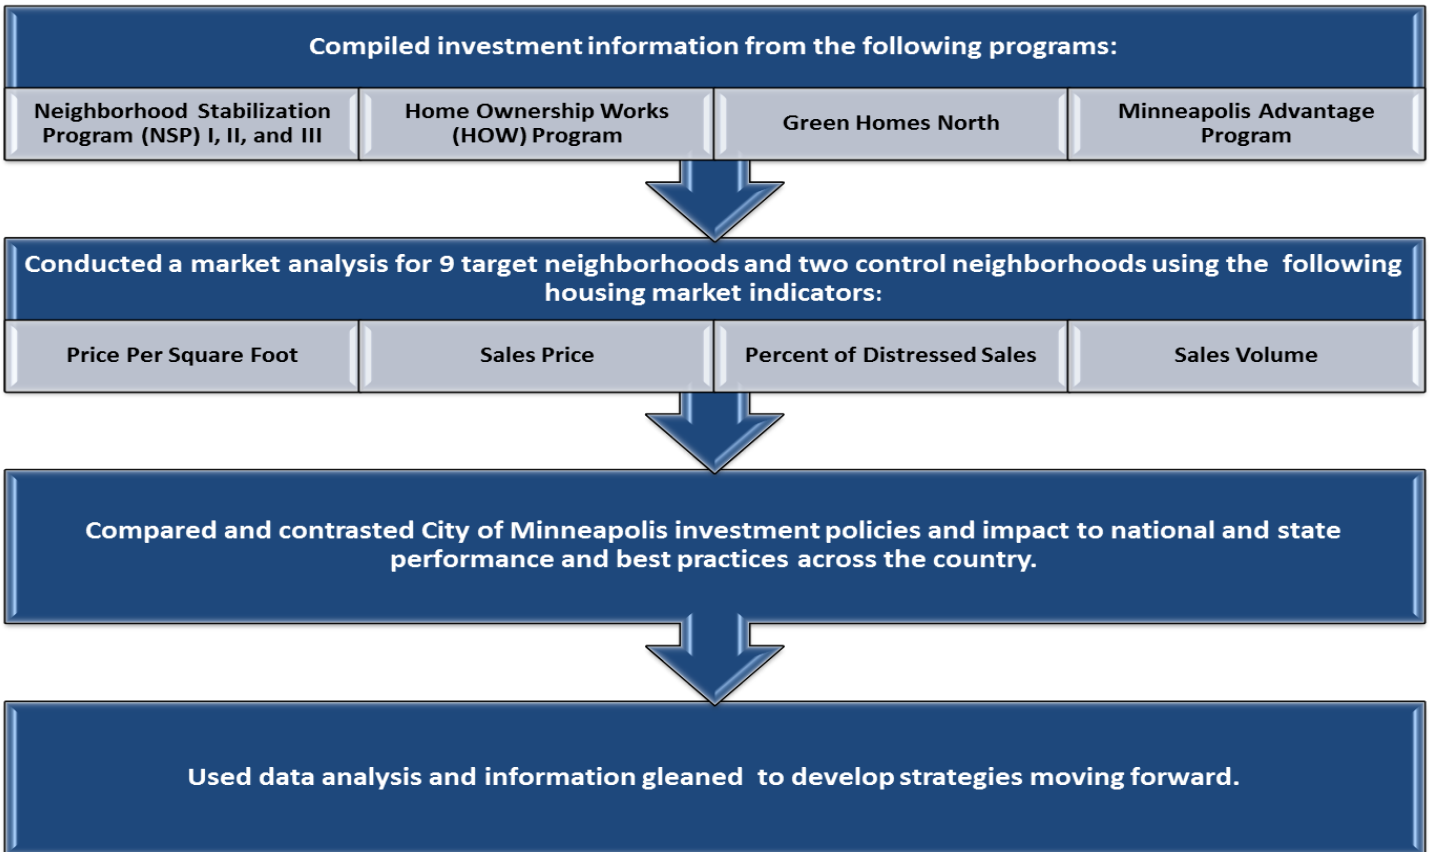 Compiled investment information from the following programs:
Neighborhood Stabilization
Program (NSP) I, II, and III
Home Ownership Works
(HOW) Program
Green Homes North
Minneapolis Advantage
Program
Conducted a market analysis for 9 target neighborhoods and two control neighborhoods using the following
housing market indicators:
Price Per Square Foot
Sales Price
Percent of Distressed Sales
Sales Volume
Compared and contrasted City of Minneapolis investment policies and impact to national and state
performance and best practices across the country.
Used data analysis and information gleaned to develop strategies moving forward.